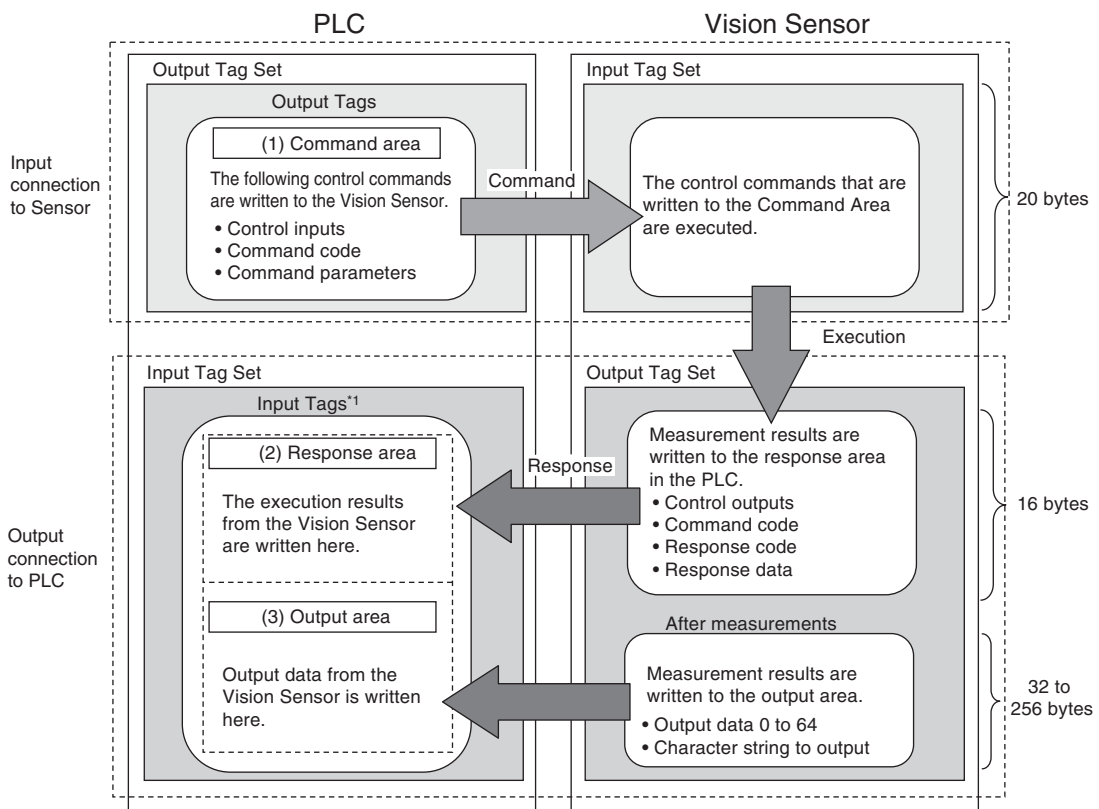 PLC
Vision Sensor
Output Tag Set
Input Tag Set
Output Tags
(1) Command area
The following control commands
are written to the Vision Sensor.
• Control inputs
• Command code
• Command parameters
Input
connection
to Sensor
Command
The control commands that are
written to the Command Area
are executed.
20 bytes
Execution
Input Tag Set
Output Tag Set
Input Tags*1
(2) Response area
The execution results
from the Vision Sensor
are written here.
Response
Measurement results are
written to the response area
in the PLC.
• Control outputs
• Command code
• Response code
• Response data
16 bytes
Output
connection
to PLC
(3) Output area
Output data from the
Vision Sensor is written
here.
After measurements
Measurement results are
written to the output area.
• Output data 0 to 64
• Character string to output
32 to
256 bytes